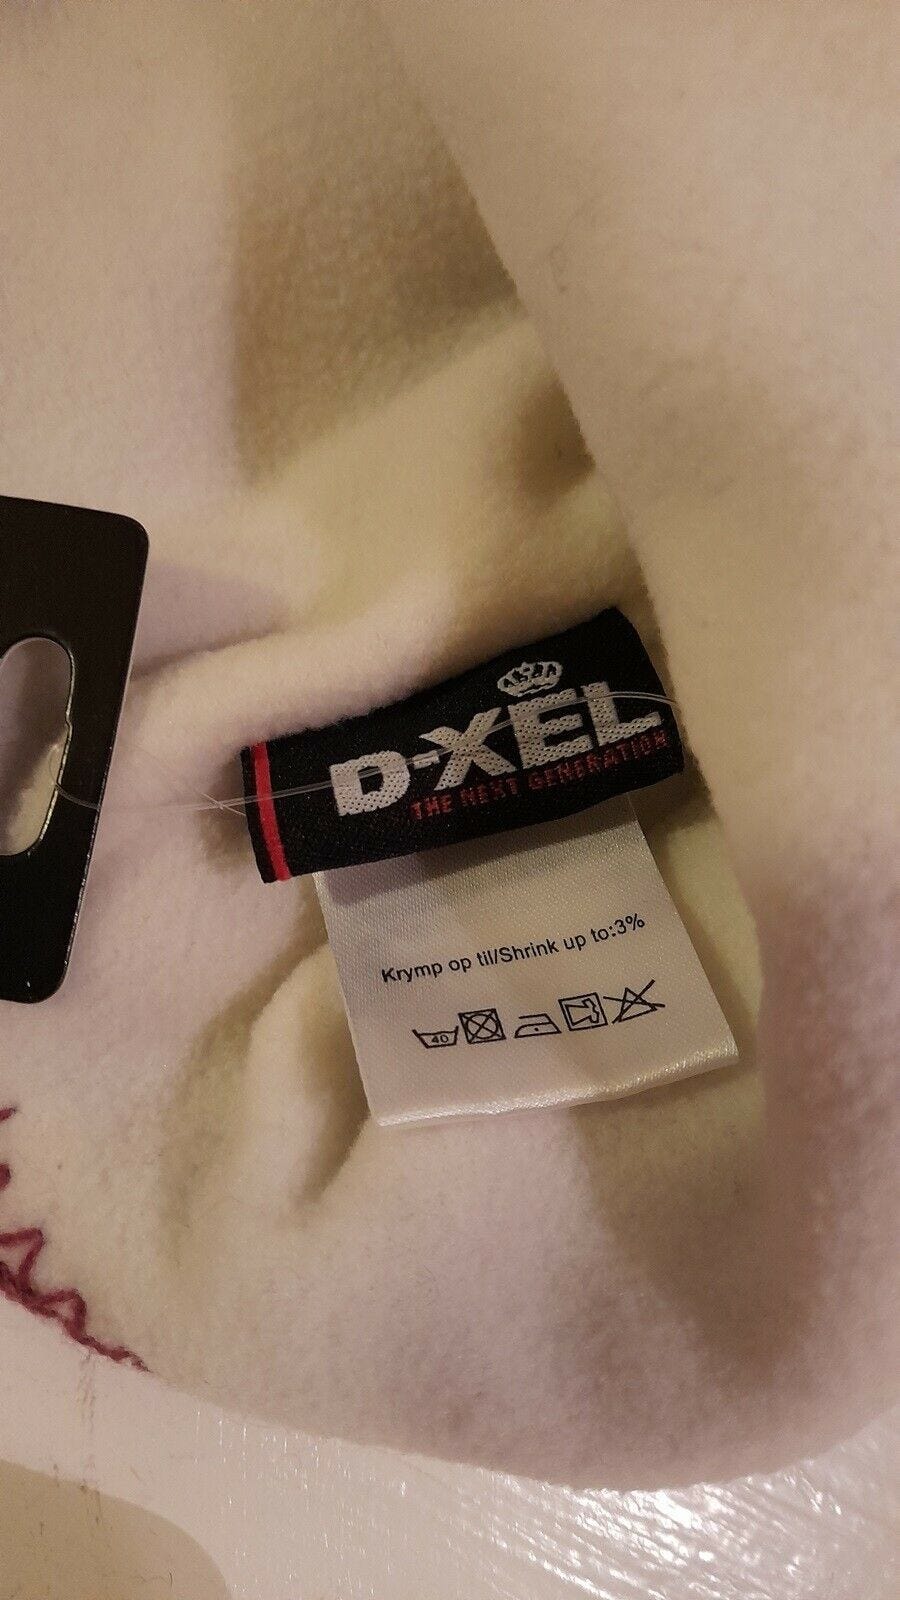 D-XEL
THE NEXT GENERATION
Krymp op til/Shrink up to:3%
40